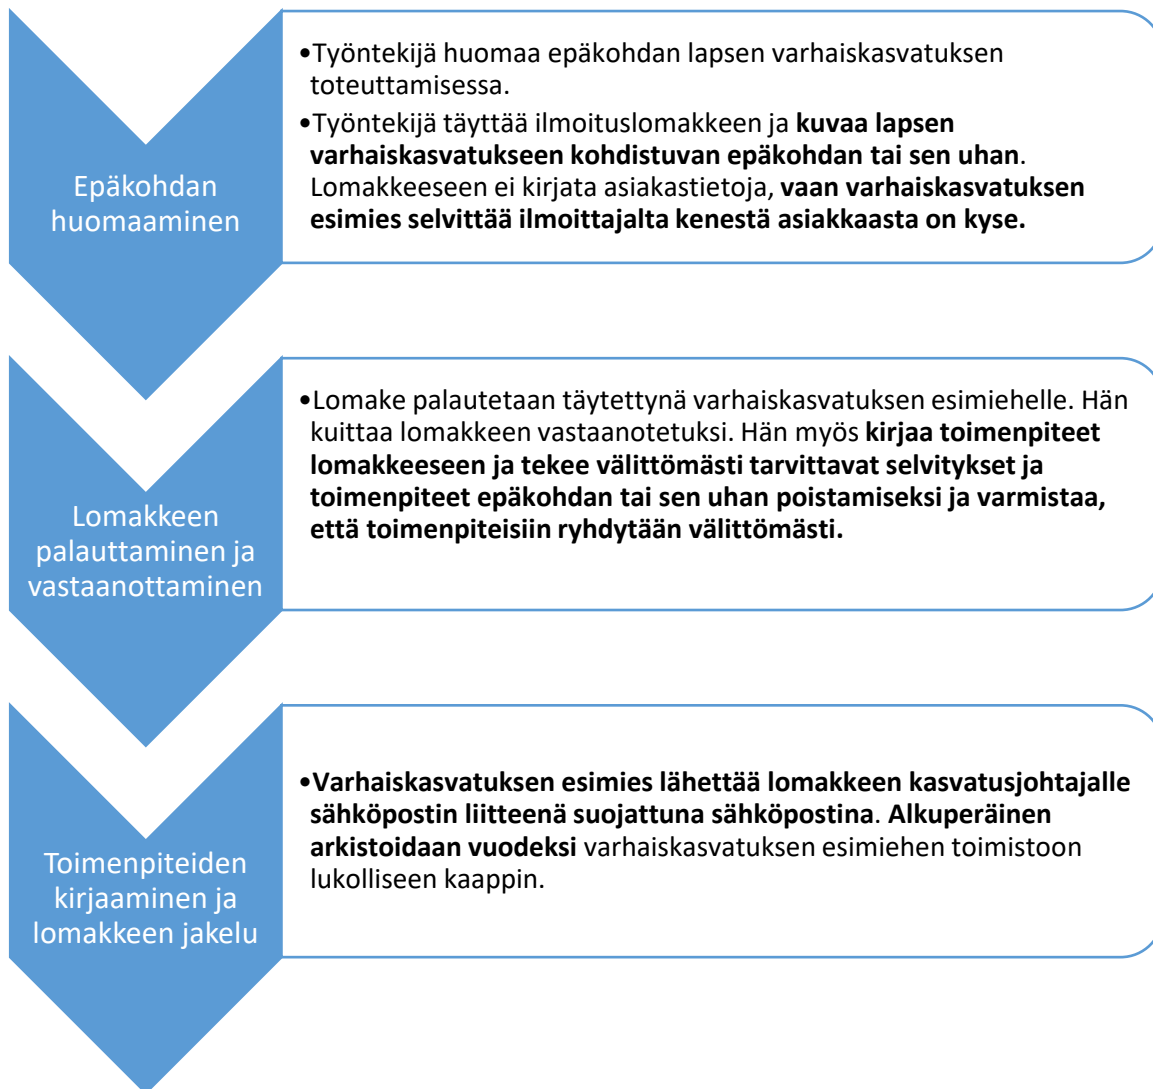 Epäkohdan
huomaaminen
•Työntekijä huomaa epäkohdan lapsen varhaiskasvatuksen
toteuttamisessa.
•Työntekijä täyttää ilmoituslomakkeen ja kuvaa lapsen
varhaiskasvatukseen kohdistuvan epäkohdan tai sen uhan.
Lomakkeeseen ei kirjata asiakastietoja, vaan varhaiskasvatuksen
esimies selvittää ilmoittajalta kenestä asiakkaasta on kyse.
Lomakkeen
palauttaminen ja
vastaanottaminen
•Lomake palautetaan täytettynä varhaiskasvatuksen esimiehelle. Hän
kuittaa lomakkeen vastaanotetuksi. Hän myös kirjaa toimenpiteet
lomakkeeseen ja tekee välittömästi tarvittavat selvitykset ja
toimenpiteet epäkohdan tai sen uhan poistamiseksi ja varmistaa,
että toimenpiteisiin ryhdytään välittömästi.
Toimenpiteiden
kirjaaminen ja
lomakkeen jakelu
•Varhaiskasvatuksen esimies lähettää lomakkeen kasvatusjohtajalle
sähköpostin liitteenä suojattuna sähköpostina. Alkuperäinen
arkistoidaan vuodeksi varhaiskasvatuksen esimiehen toimistoon
lukolliseen kaappin.